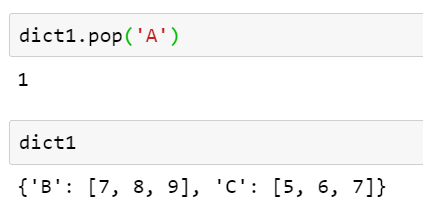 dict1.pop('A')
1
dict1
{'B': [7, 8, 9], 'C': [5, 6, 7]}